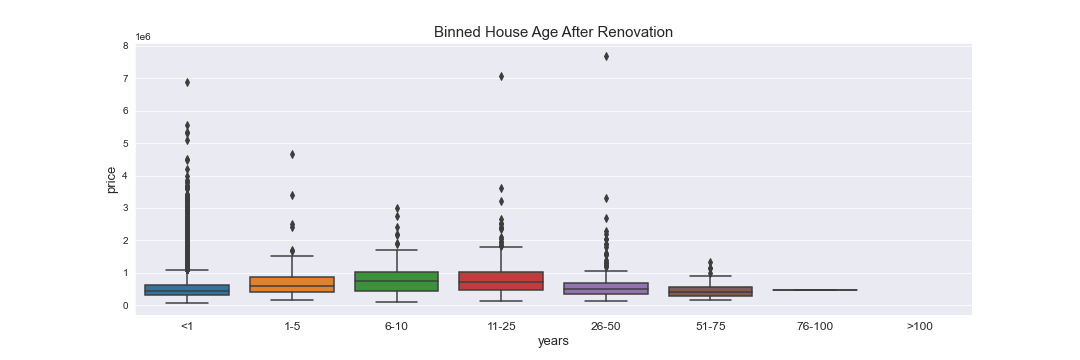 Binned House Age After Renovation
1e6
8
7
6
5
4
3
2
1
0
price
<1 1-5 6-10 11-25 26-50 51-75 76-100 >100
years